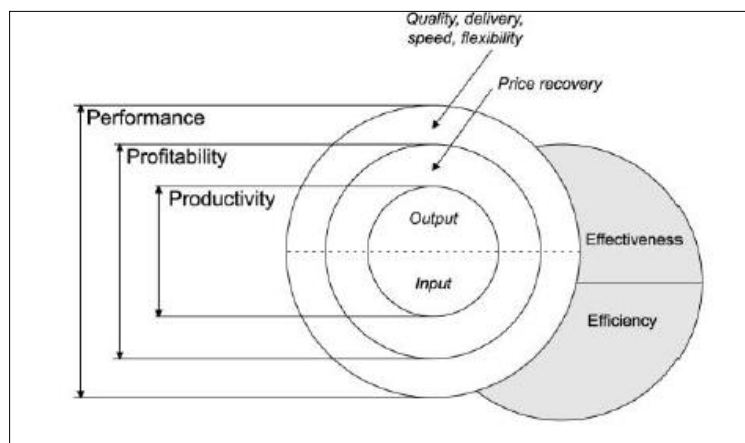 Quality, delivery,
speed, flexibility
Price recovery
Performance
Profitability
Productivity
Output
Input
Effectiveness
Efficiency